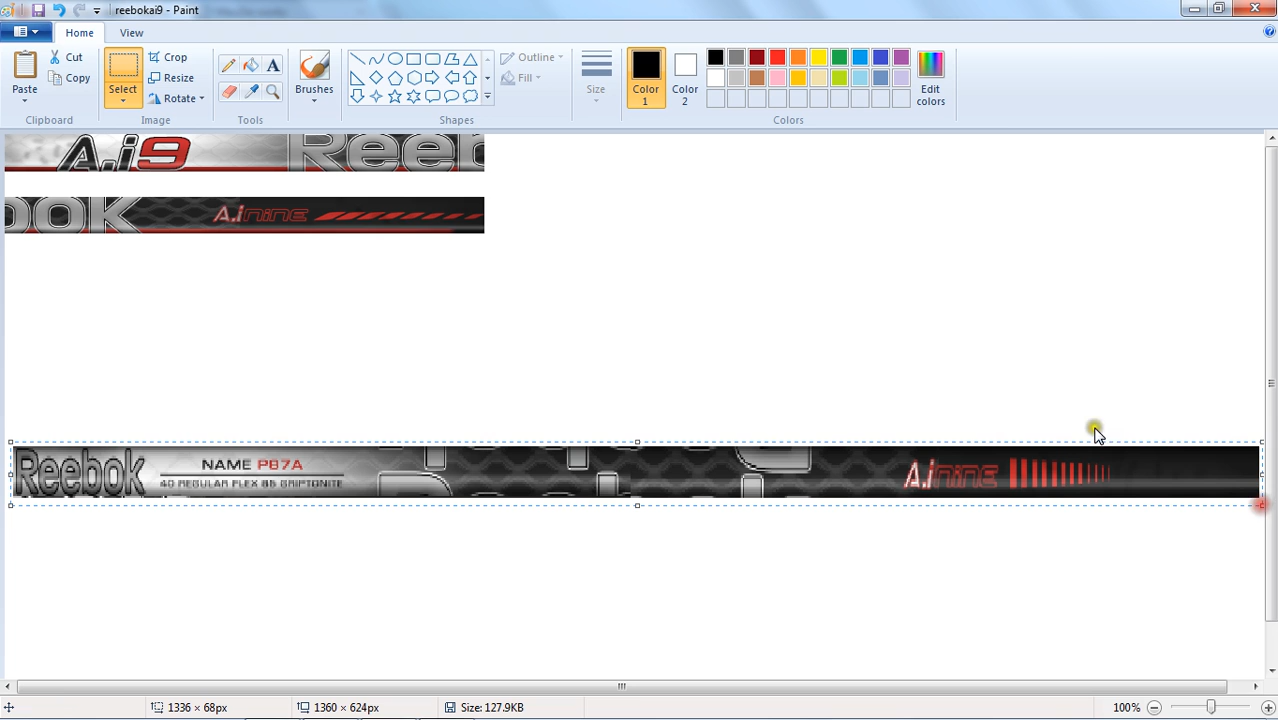 reebokai9 - Paint
Home View
Paste
Cut
Copy
Clipboard
Select
Crop
Resize
Rotate
Image
A
Tools
Brushes
Outline
Fill
Shapes
Size
Color 1
Color 2
Edit colors
Colors
A.i9 Reeb
ook A.i nine
Reebok
NAME PB7A
40 REGULAR FLEX 85 GRIPTONITE
A.i nine
1336 × 68px
1360 × 624px
Size: 127.9KB
100%